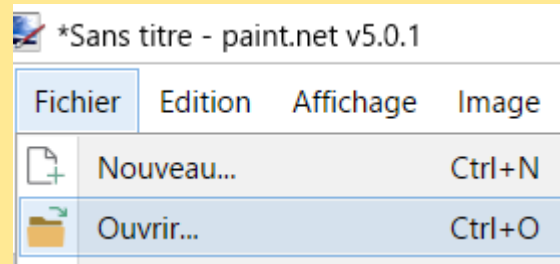 *Sans titre - paint.net v5.0.1
Fichier Edition Affichage Image
Nouveau... Ctrl+N
Ouvrir... Ctrl+O